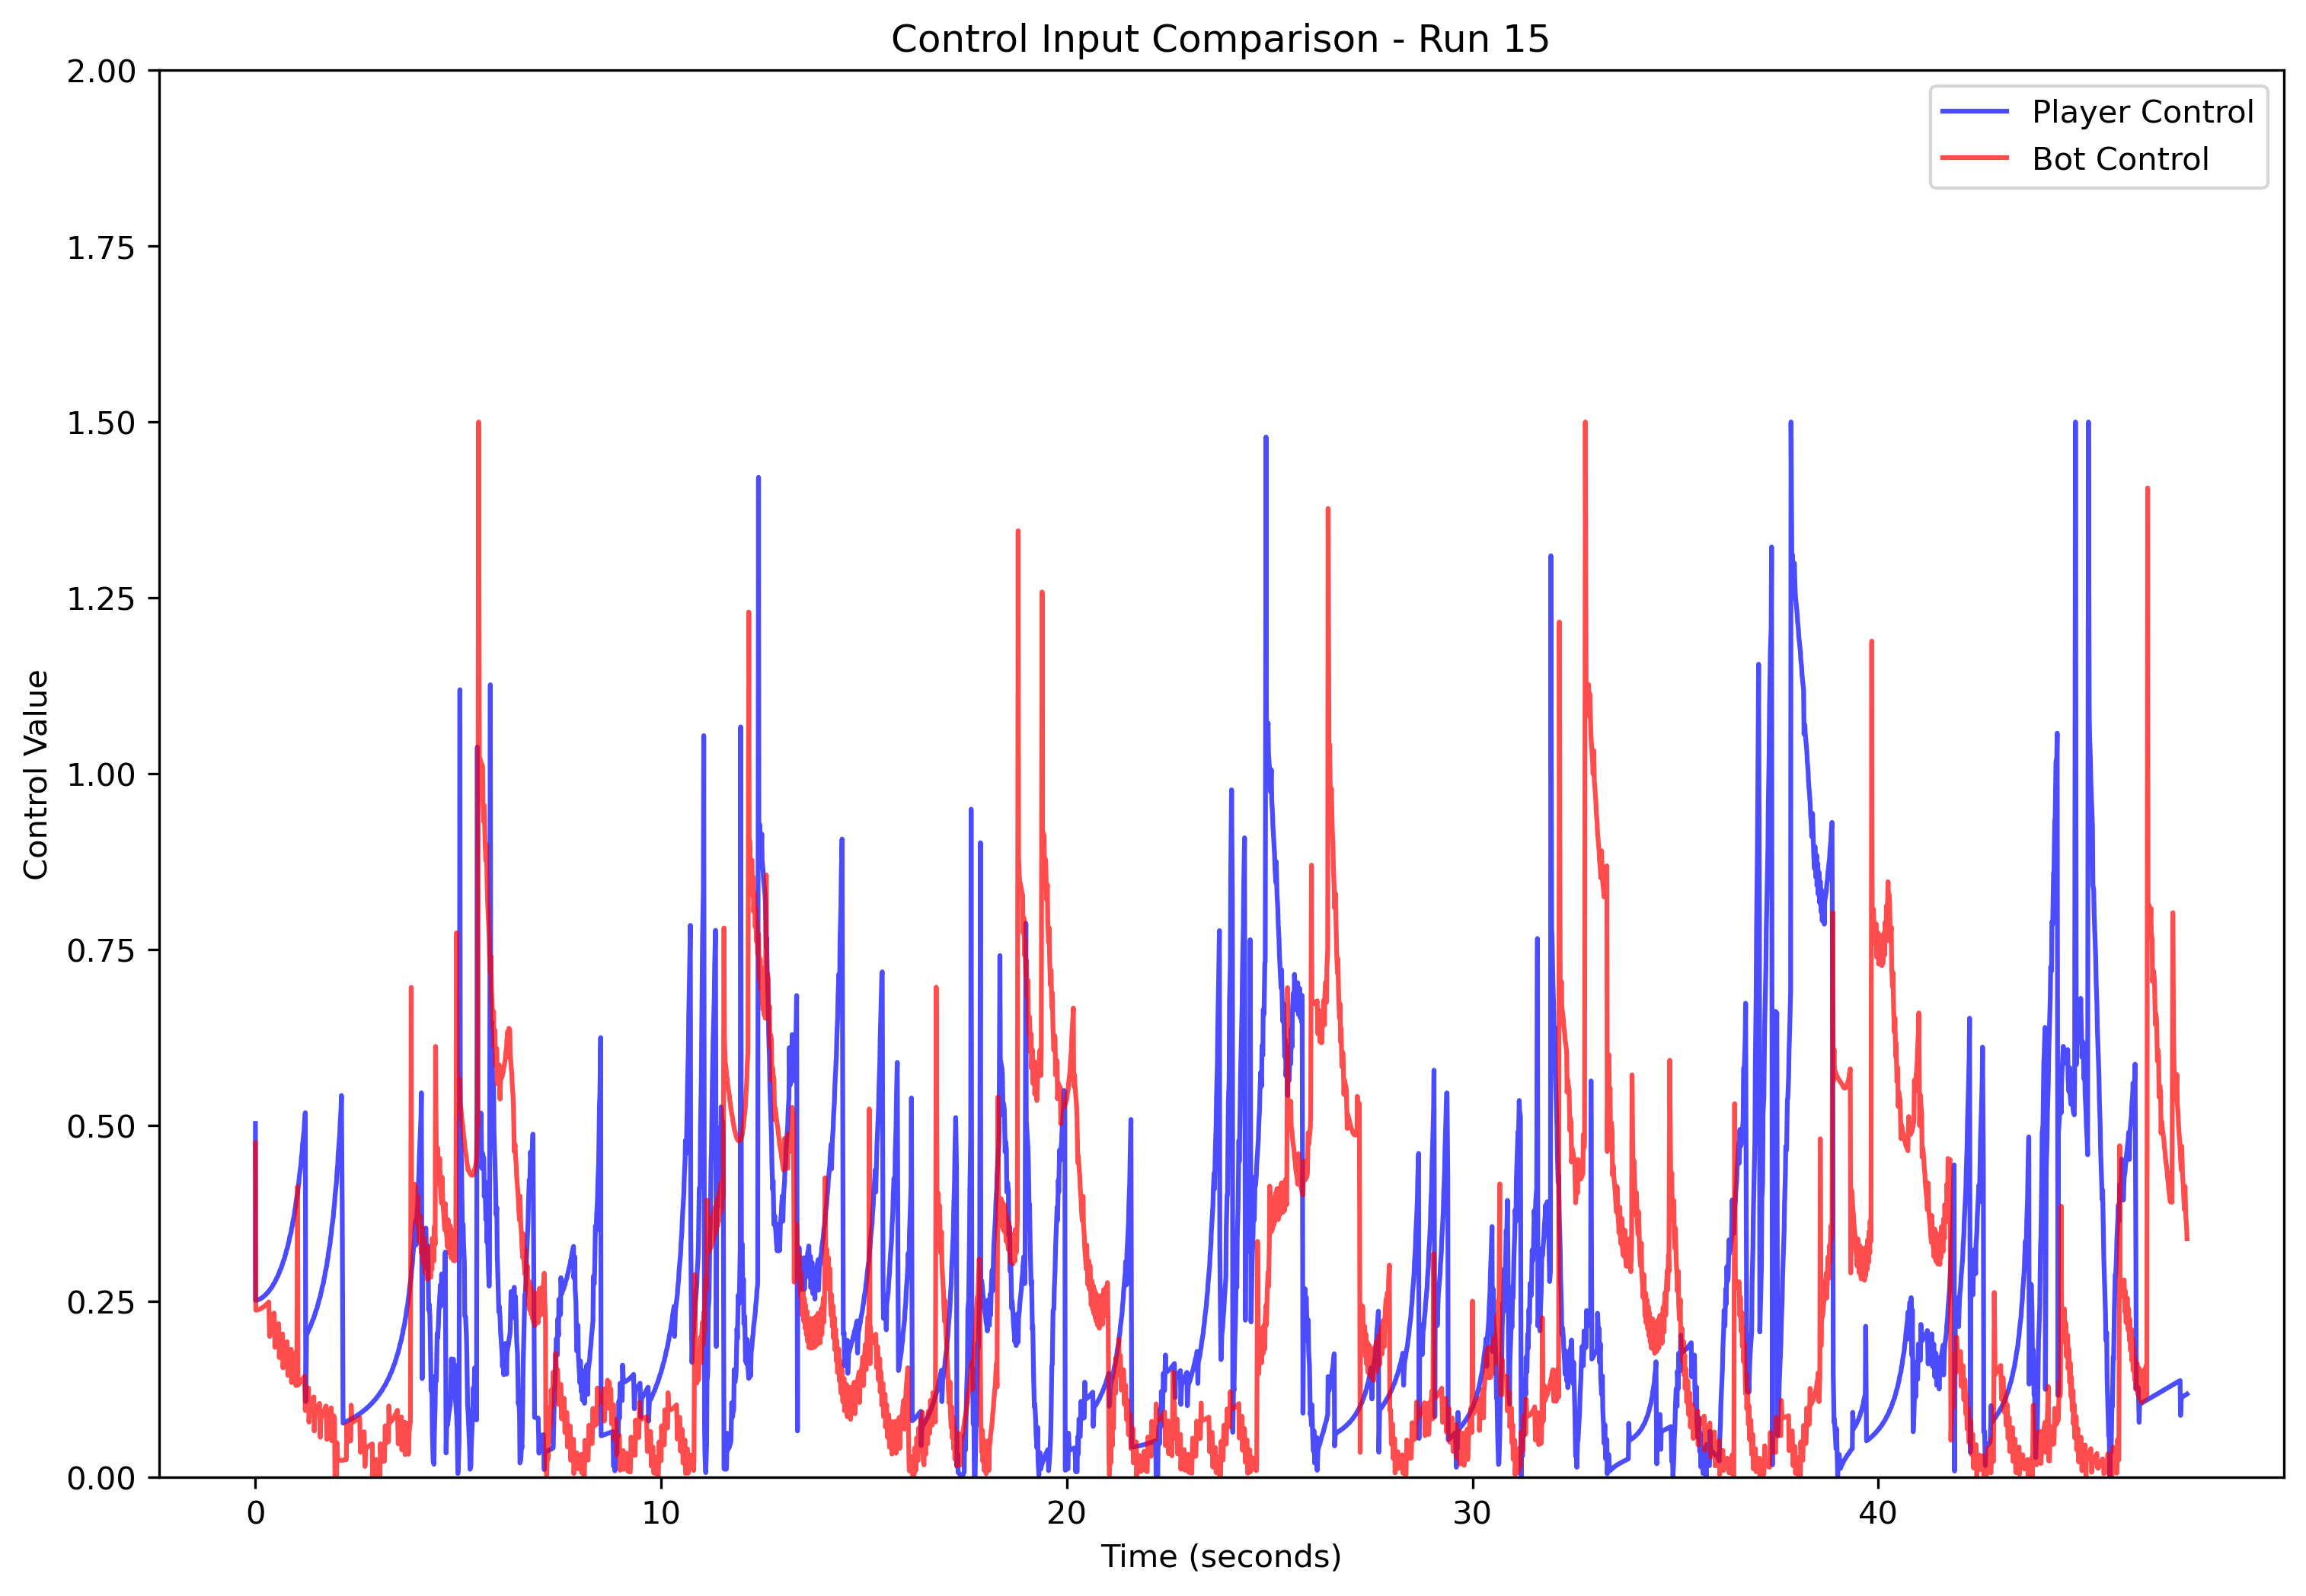 Control Input Comparison - Run 15
Player Control
Bot Control
Control Value
2.00
1.75
1.50
1.25
1.00
0.75
0.50
0.25
0.00
0 10 20 30 40
Time (seconds)